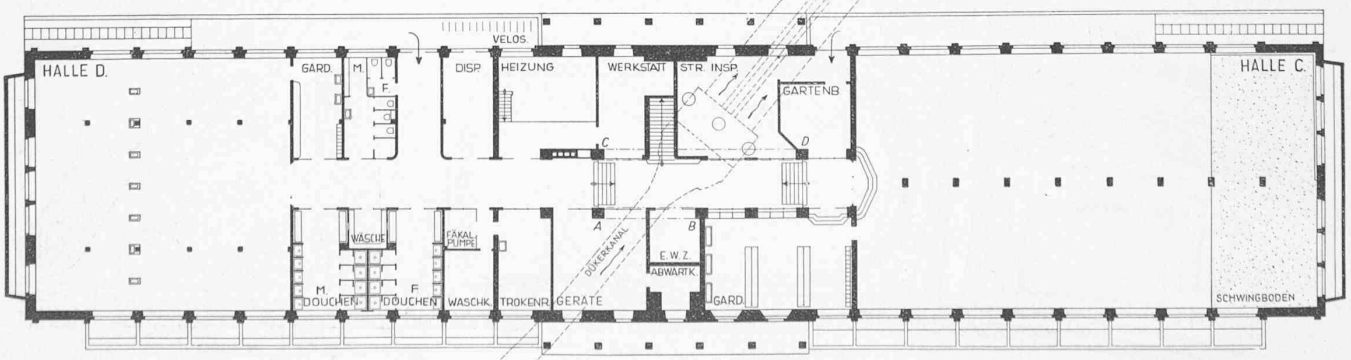 VELOS.
HALLE D.
GARD.
M.
F.
DISP.
HEIZUNG
WERKSTATT
STR. INSP.
GARTENB.
HALLE C.
C
D
WÄSCHE
FÄKAL
PUMPE
A
B
DÜKERKANAL
E.W.Z.
ABWARTK.
M.
DOUCHEN
F.
DOUCHEN
WASCHK.
TROKENR.
GERÄTE
GARD.
SCHWINGBODEN